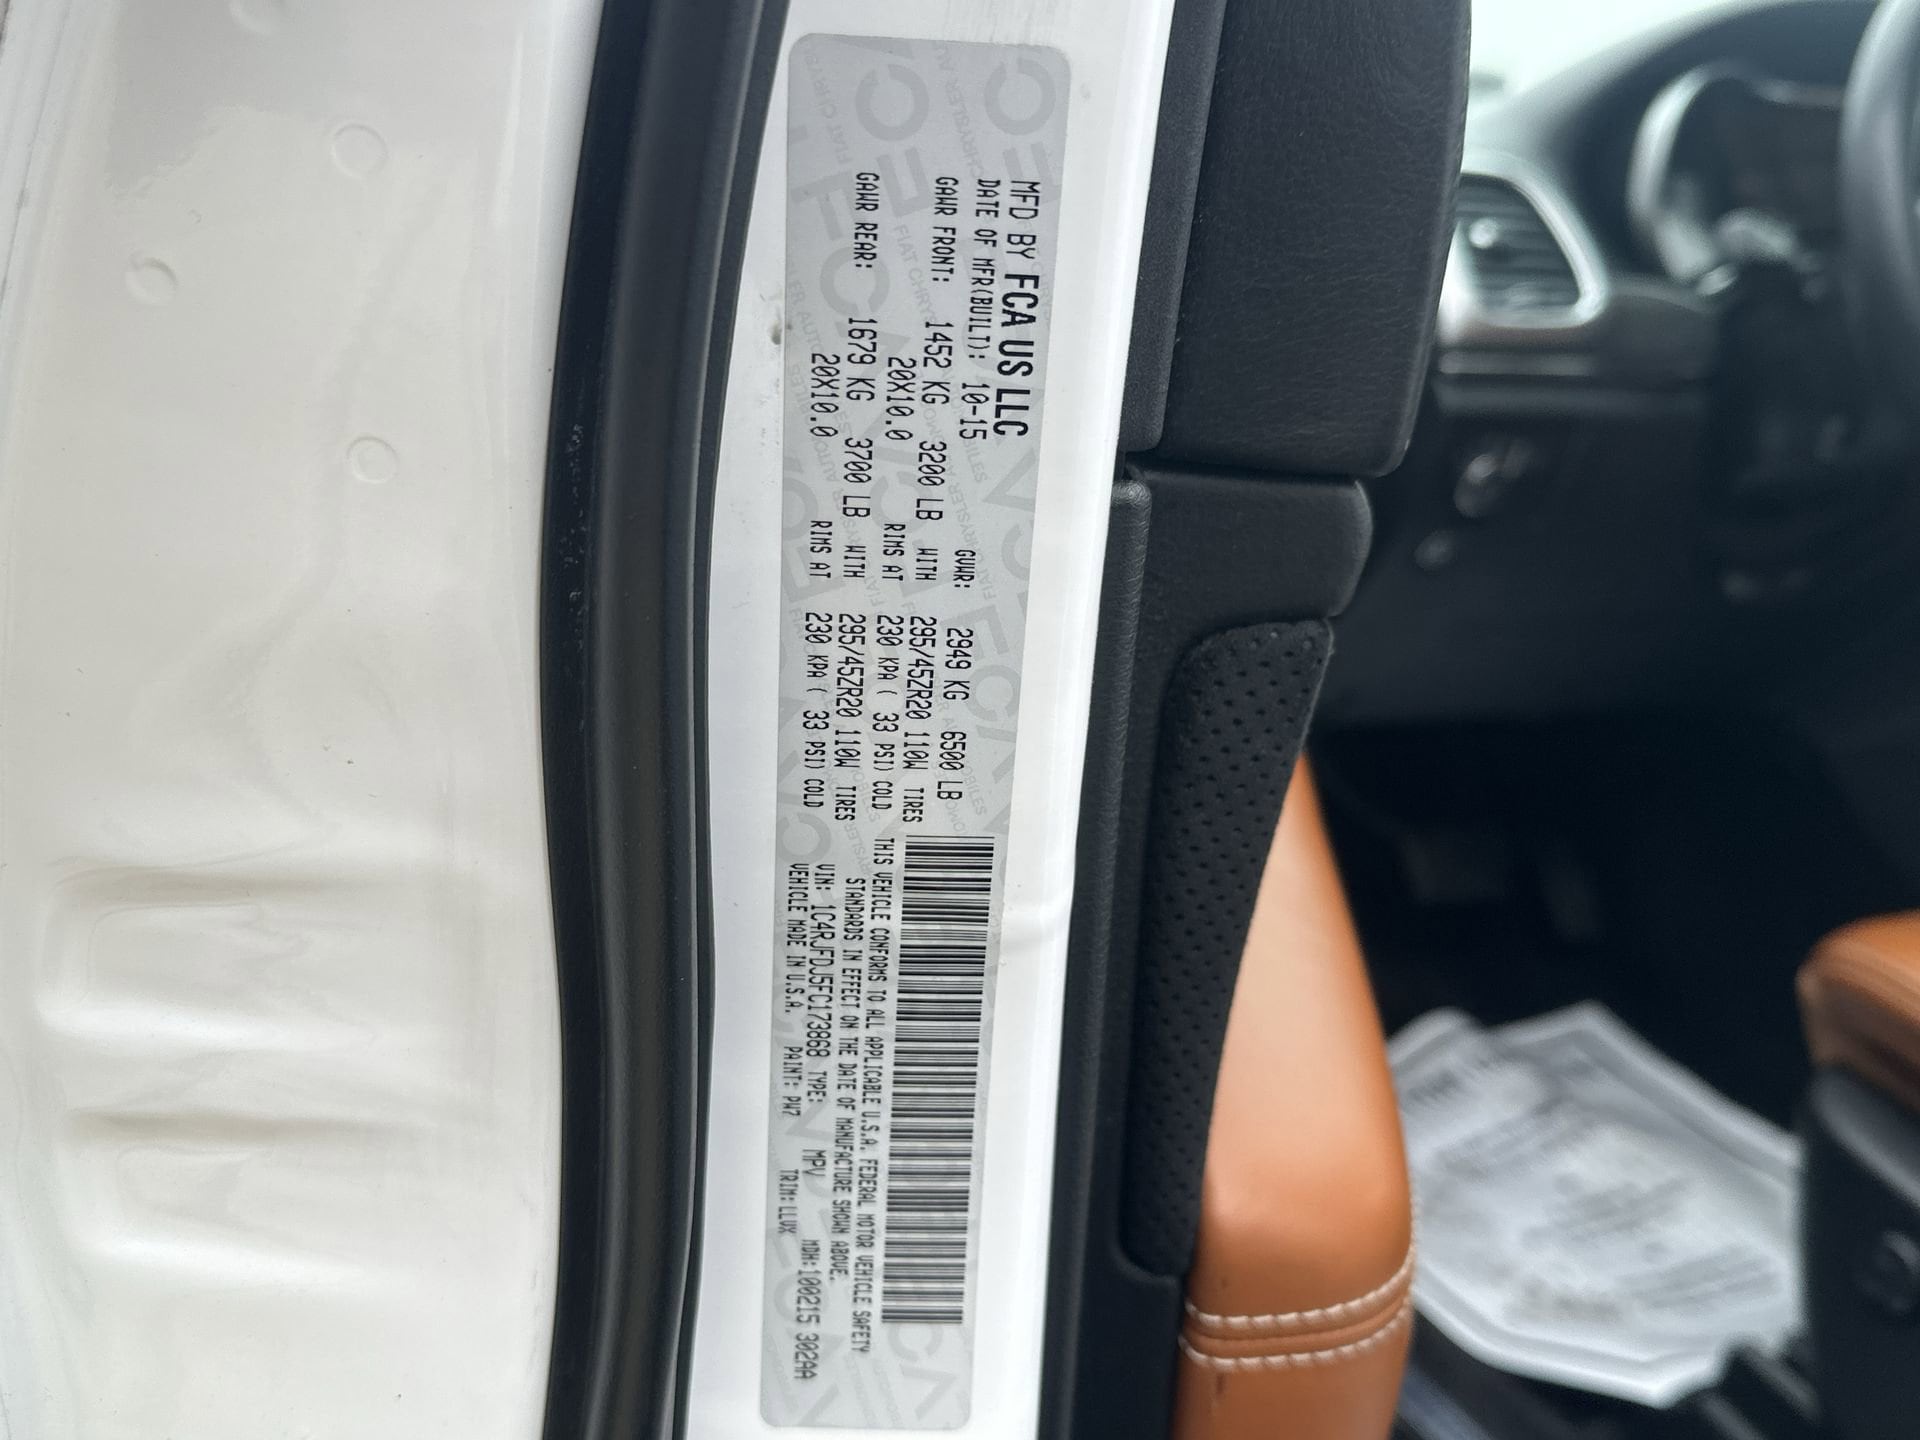 MFD BY FCA US LLC
DATE OF MFR(BUILT): 10-15 GVWR: 2949 KG 6500 LB
GAWR FRONT: 1452 KG 3200 LB WITH 295/45ZR20 110W TIRES
20X10.0 RIMS AT 230 KPA ( 33 PSI) COLD
GAWR REAR: 1679 KG 3700 LB WITH 295/45ZR20 110W TIRES
20X10.0 RIMS AT 230 KPA ( 33 PSI) COLD
THIS VEHICLE CONFORMS TO ALL APPLICABLE U.S.A. FEDERAL MOTOR VEHICLE SAFETY
STANDARDS IN EFFECT ON THE DATE OF MANUFACTURE SHOWN ABOVE.
VIN: 1C4RJFDJ5FC173868 TYPE: MPV MDH:100215 302AA
VEHICLE MADE IN U.S.A. PAINT: PW7 TRIM: LLVX